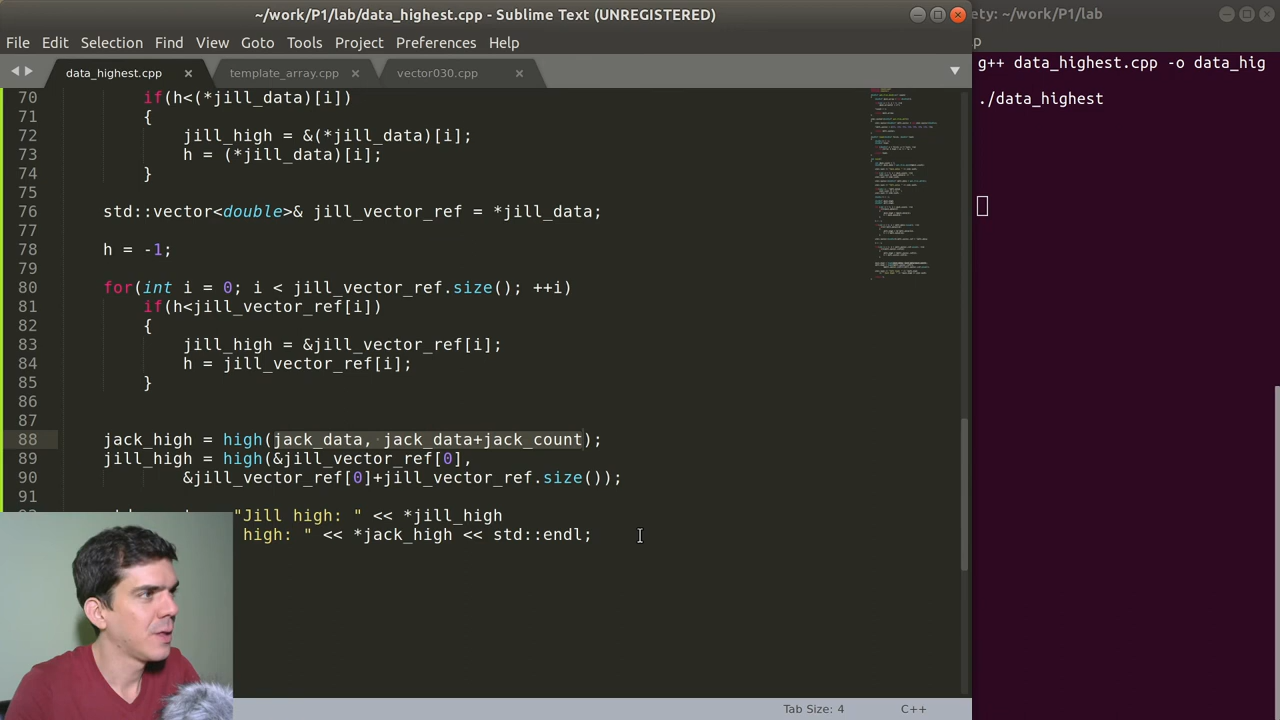 ~/work/P1/lab/data_highest.cpp - Sublime Text (UNREGISTERED)
ety: ~/work/P1/lab
File Edit Selection Find View Goto Tools Project Preferences Help
p
data_highest.cpp × template_array.cpp × vector030.cpp ×
g++ data_highest.cpp -o data_hig
./data_highest
70 if(h<(*jill_data)[i])
71 {
72 jill_high = &(*jill_data)[i];
73 h = (*jill_data)[i];
74 }
75
76 std::vector<double>& jill_vector_ref = *jill_data;
77
78 h = -1;
79
80 for(int i = 0; i < jill_vector_ref.size(); ++i)
81 if(h<jill_vector_ref[i])
82 {
83 jill_high = &jill_vector_ref[i];
84 h = jill_vector_ref[i];
85 }
86
87
88 jack_high = high(jack_data, jack_data+jack_count);
89 jill_high = high(&jill_vector_ref[0],
90 &jill_vector_ref[0]+jill_vector_ref.size());
91
"Jill high: " << *jill_high
high: " << *jack_high << std::endl;
Tab Size: 4 C++